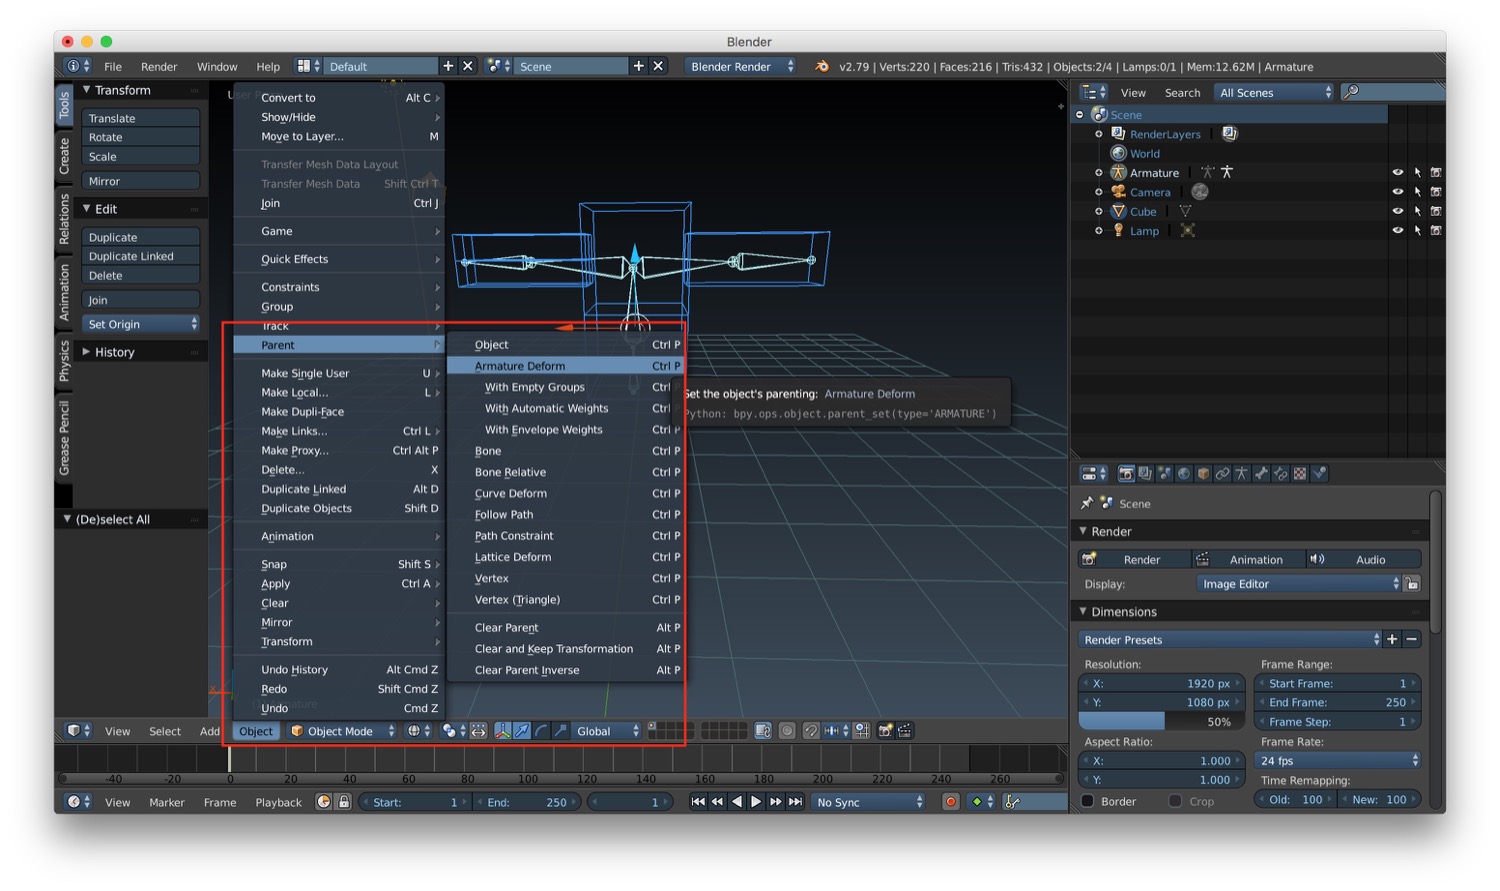 Blender
File Render Window Help Default Scene Blender Render v2.79 | Verts:220 | Faces:216 | Tris:432 | Objects:2/4 | Lamps:0/1 | Mem:12.62M | Armature
Tools
Create
Relations
Animation
Physics
Grease Pencil
Transform
Translate
Rotate
Scale
Mirror
Edit
Duplicate
Duplicate Linked
Delete
Join
Set Origin
History
(De)select All
Convert to Alt C
Show/Hide
Move to Layer... M
Transfer Mesh Data Layout
Transfer Mesh Data Shift Ctrl T
Join Ctrl J
Game
Quick Effects
Constraints
Group
Track
Parent
Make Single User U
Make Local... L
Make Dupli-Face
Make Links... Ctrl L
Make Proxy... Ctrl Alt P
Delete... X
Duplicate Linked Alt D
Duplicate Objects Shift D
Animation
Snap Shift S
Apply Ctrl A
Clear
Mirror
Transform
Undo History Alt Cmd Z
Redo Shift Cmd Z
Undo Cmd Z
Object Ctrl P
Armature Deform Ctrl P
With Empty Groups Ctrl
With Automatic Weights Ctrl
With Envelope Weights Ctrl P
Bone Ctrl P
Bone Relative Ctrl P
Curve Deform Ctrl P
Follow Path Ctrl P
Path Constraint Ctrl P
Lattice Deform Ctrl P
Vertex Ctrl P
Vertex (Triangle) Ctrl P
Clear Parent Alt P
Clear and Keep Transformation Alt P
Clear Parent Inverse Alt P
Set the object's parenting: Armature Deform
Python: bpy.ops.object.parent_set(type='ARMATURE')
View Select Add Object Object Mode Global
-40 -20 0 20 40 60 80 100 120 140 160 180 200 220 240 260
View Marker Frame Playback Start: 1 End: 250 1 No Sync
View Search All Scenes
Scene
RenderLayers
World
Armature
Camera
Cube
Lamp
Scene
Render
Render Animation Audio
Display: Image Editor
Dimensions
Render Presets
Resolution: Frame Range:
X: 1920 px Start Frame: 1
Y: 1080 px End Frame: 250
50% Frame Step: 1
Aspect Ratio: Frame Rate:
X: 1.000 24 fps
Y: 1.000 Time Remapping:
Border Crop Old: 100 New: 100